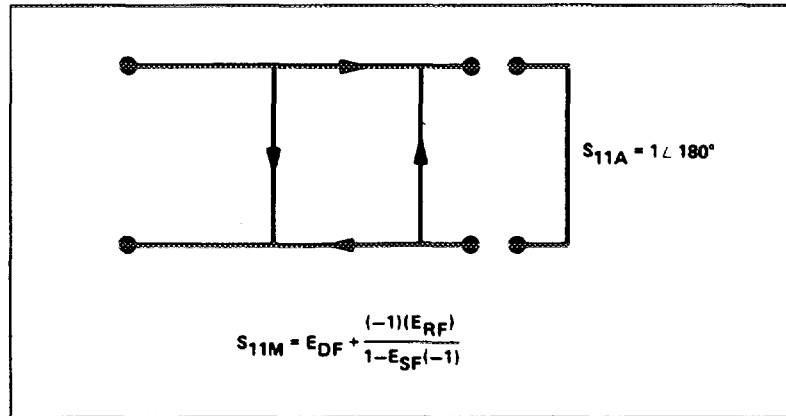 S11A = 1∠180°
S11M = EDF + (−1)(ERF) / 1−ESF(−1)